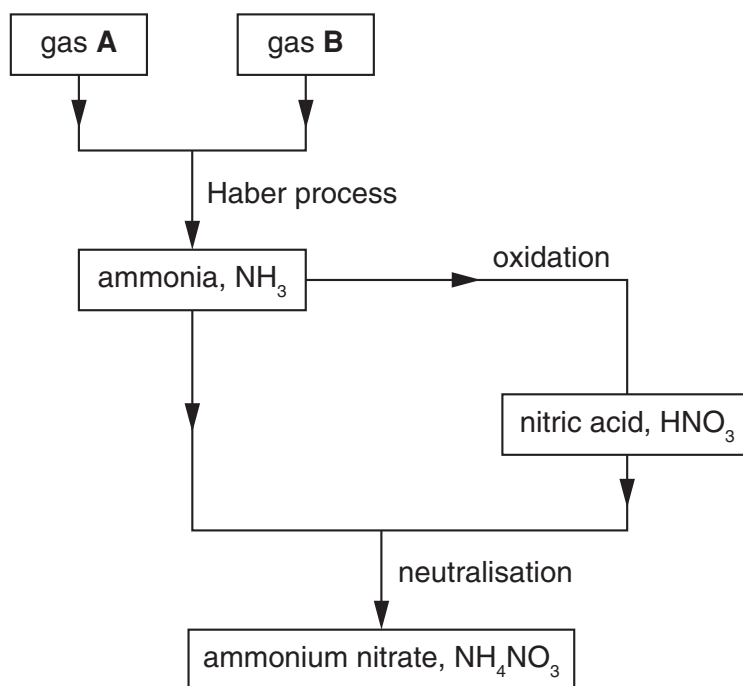 gas A
gas B
Haber process
ammonia, NH₃
oxidation
nitric acid, HNO₃
neutralisation
ammonium nitrate, NH₄NO₃